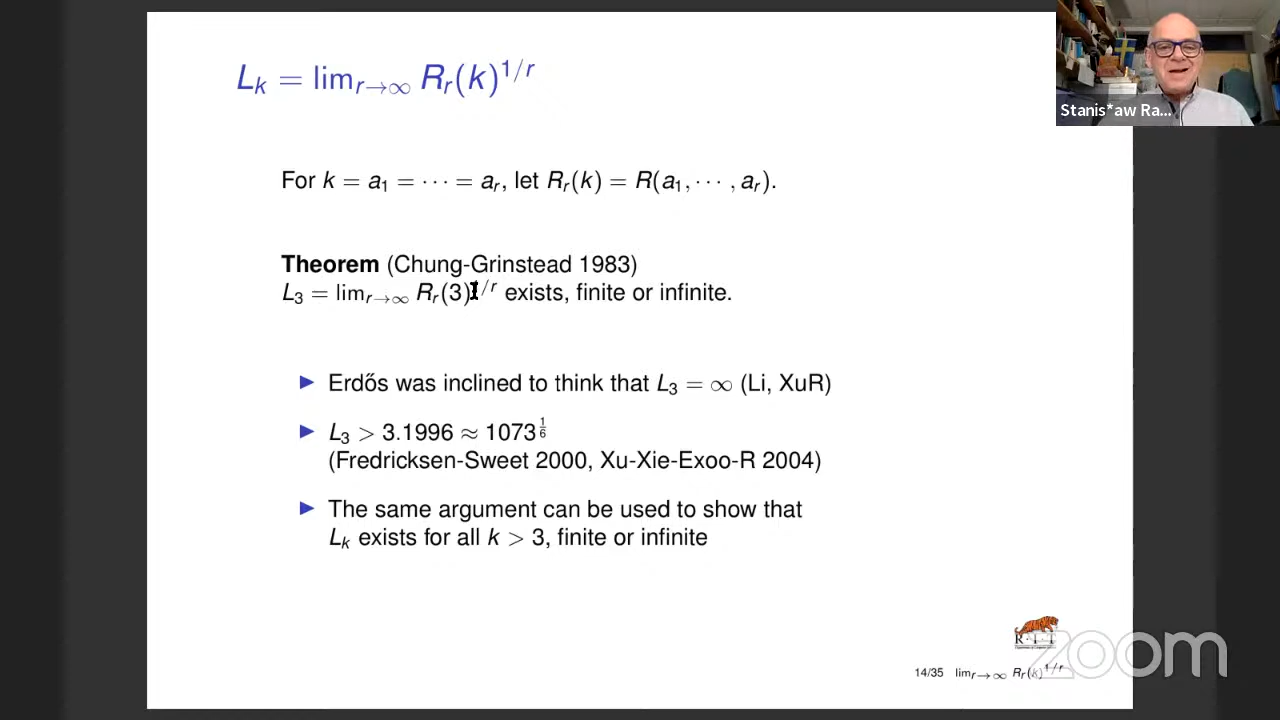 L_k = lim_{r→∞} R_r(k)^{1/r}
Stanis*aw Ra...
For k = a_1 = ··· = a_r, let R_r(k) = R(a_1, ··· , a_r).
Theorem (Chung-Grinstead 1983)
L_3 = lim_{r→∞} R_r(3)^{1/r} exists, finite or infinite.
▶ Erdős was inclined to think that L_3 = ∞ (Li, XuR)
▶ L_3 > 3.1996 ≈ 1073^{1/6}
(Fredricksen-Sweet 2000, Xu-Xie-Exoo-R 2004)
▶ The same argument can be used to show that
L_k exists for all k > 3, finite or infinite
R·I·T
zoom
14/35 lim_{r→∞} R_r(k)^{1/r}